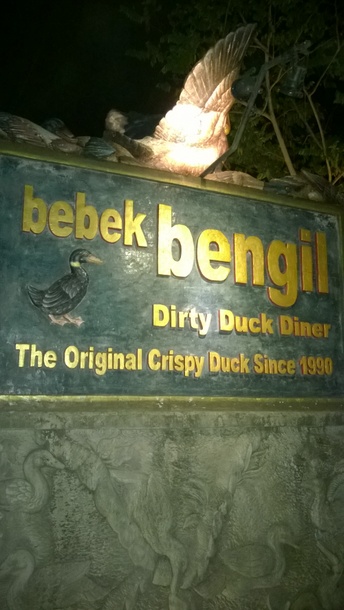 bebek bengil
Dirty Duck Diner
The Original Crispy Duck Since 1990